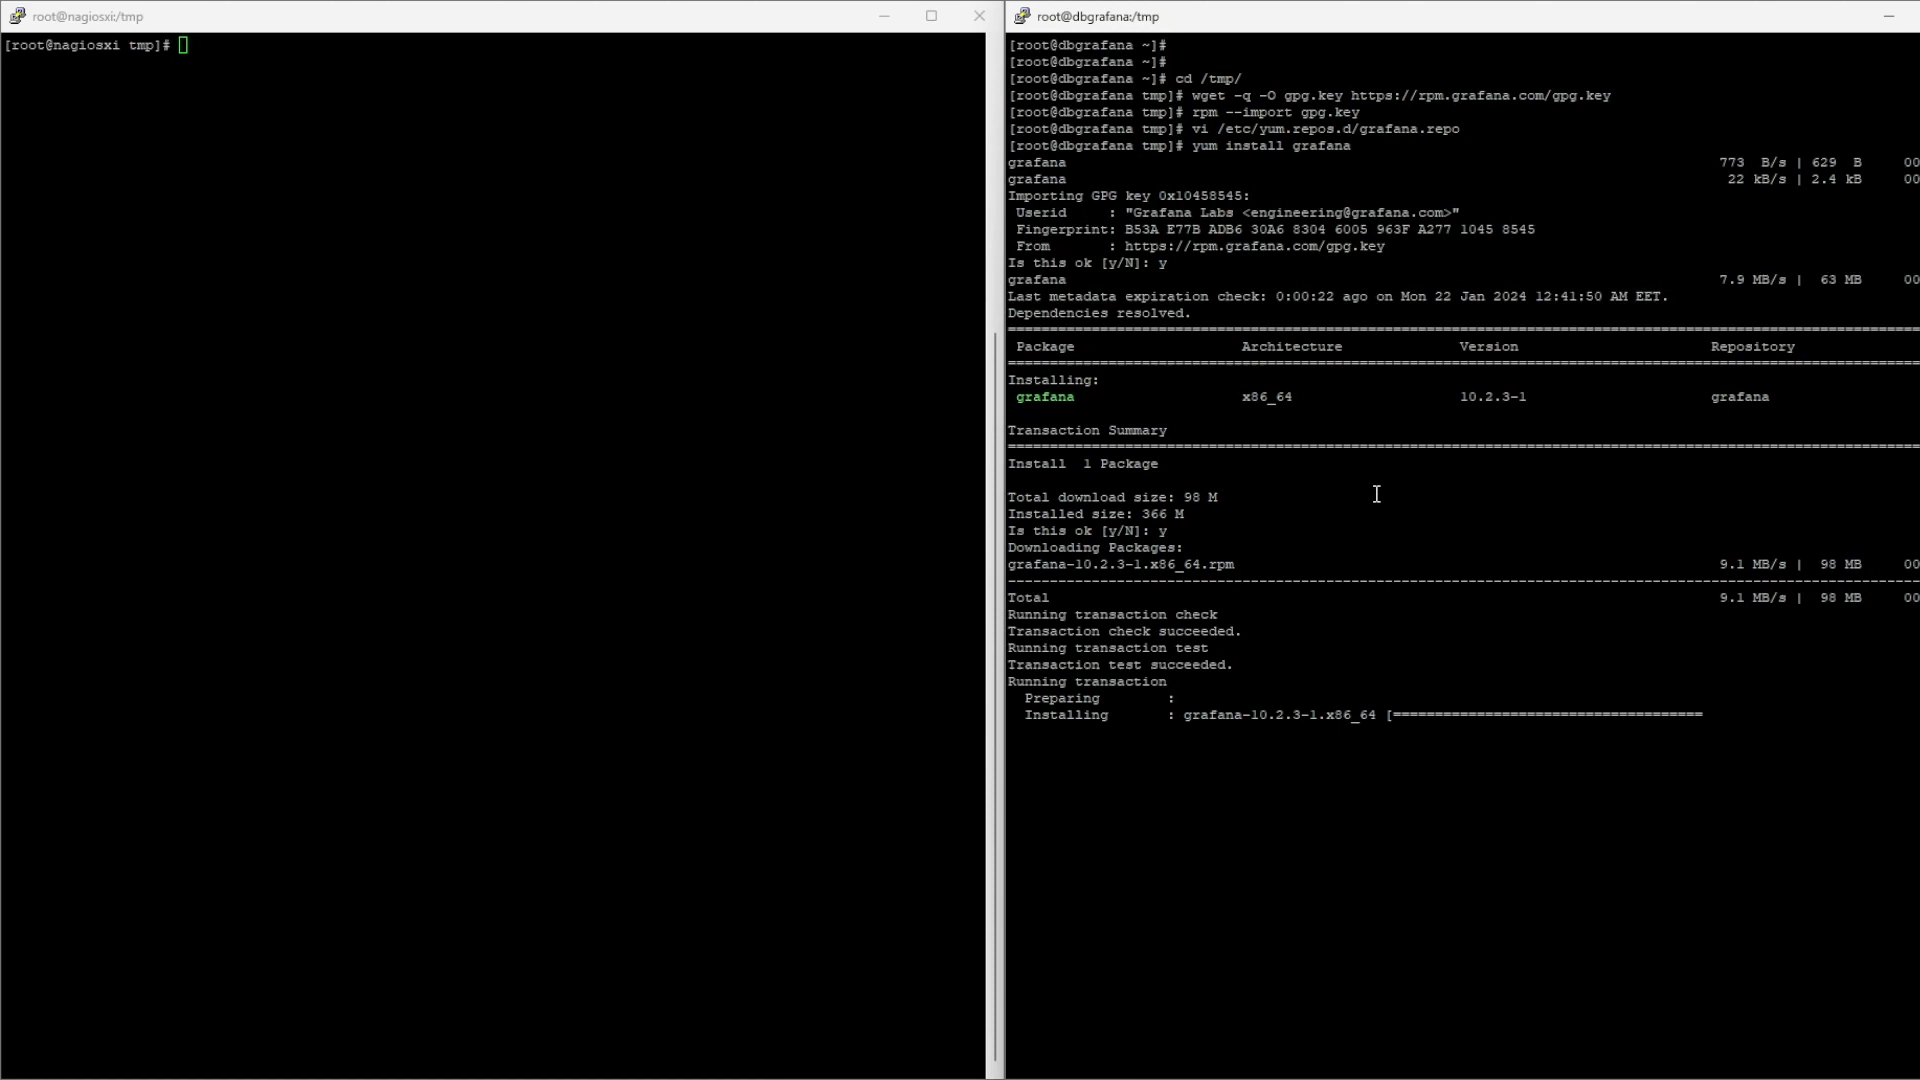 root@nagiosxi:/tmp
[root@nagiosxi tmp]#
root@dbgrafana:/tmp
[root@dbgrafana ~]#
[root@dbgrafana ~]#
[root@dbgrafana ~]# cd /tmp/
[root@dbgrafana tmp]# wget -q -O gpg.key https://rpm.grafana.com/gpg.key
[root@dbgrafana tmp]# rpm --import gpg.key
[root@dbgrafana tmp]# vi /etc/yum.repos.d/grafana.repo
[root@dbgrafana tmp]# yum install grafana
grafana 773 B/s | 629 B 00
grafana 22 kB/s | 2.4 kB 00
Importing GPG key 0x10458545:
Userid : "Grafana Labs <engineering@grafana.com>"
Fingerprint: B53A E77B ADB6 30A6 8304 6005 963F A277 1045 8545
From : https://rpm.grafana.com/gpg.key
Is this ok [y/N]: y
grafana 7.9 MB/s | 63 MB 00
Last metadata expiration check: 0:00:22 ago on Mon 22 Jan 2024 12:41:50 AM EET.
Dependencies resolved.
Package Architecture Version Repository
Installing:
grafana x86_64 10.2.3-1 grafana
Transaction Summary
Install 1 Package
Total download size: 98 M
Installed size: 366 M
Is this ok [y/N]: y
Downloading Packages:
grafana-10.2.3-1.x86_64.rpm 9.1 MB/s | 98 MB 00
Total 9.1 MB/s | 98 MB 00
Running transaction check
Transaction check succeeded.
Running transaction test
Transaction test succeeded.
Running transaction
Preparing :
Installing : grafana-10.2.3-1.x86_64 [=====================================